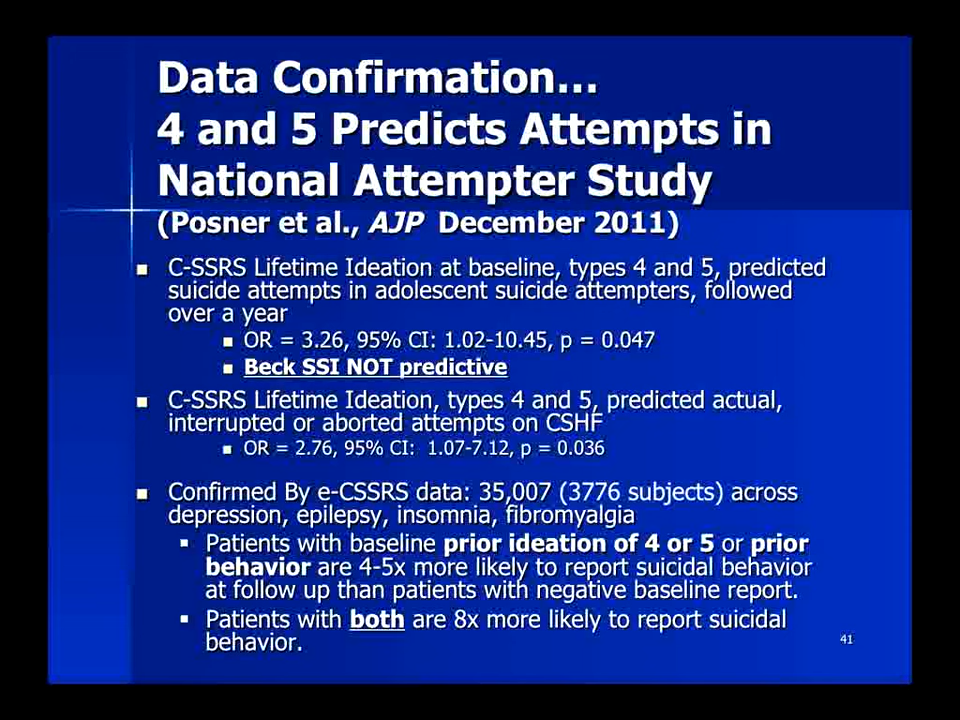 Data Confirmation…
4 and 5 Predicts Attempts in
National Attempter Study
(Posner et al., AJP December 2011)
C-SSRS Lifetime Ideation at baseline, types 4 and 5, predicted
suicide attempts in adolescent suicide attempters, followed
over a year
OR = 3.26, 95% CI: 1.02-10.45, p = 0.047
Beck SSI NOT predictive
C-SSRS Lifetime Ideation, types 4 and 5, predicted actual,
interrupted or aborted attempts on CSHF
OR = 2.76, 95% CI: 1.07-7.12, p = 0.036
Confirmed By e-CSSRS data: 35,007 (3776 subjects) across
depression, epilepsy, insomnia, fibromyalgia
Patients with baseline prior ideation of 4 or 5 or prior
behavior are 4-5x more likely to report suicidal behavior
at follow up than patients with negative baseline report.
Patients with both are 8x more likely to report suicidal
behavior.
41